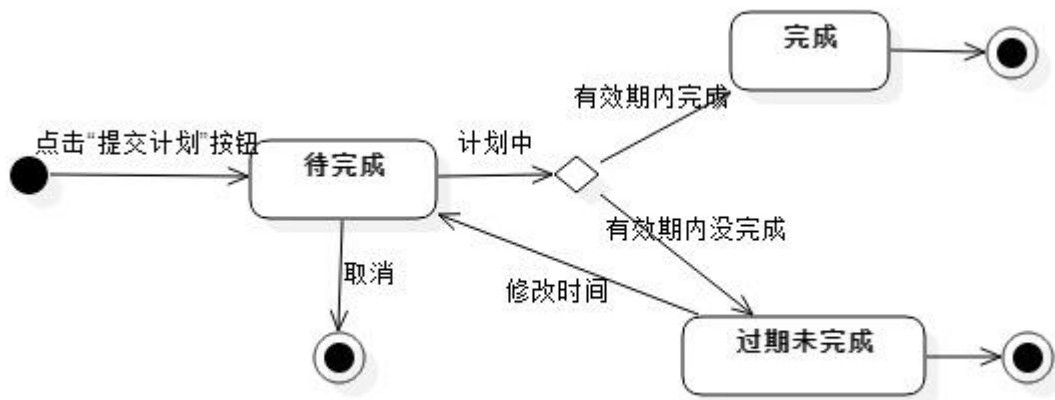 完成
有效期内完成
点击“提交计划”按钮
计划中
待完成
有效期内没完成
取消
修改时间
过期未完成